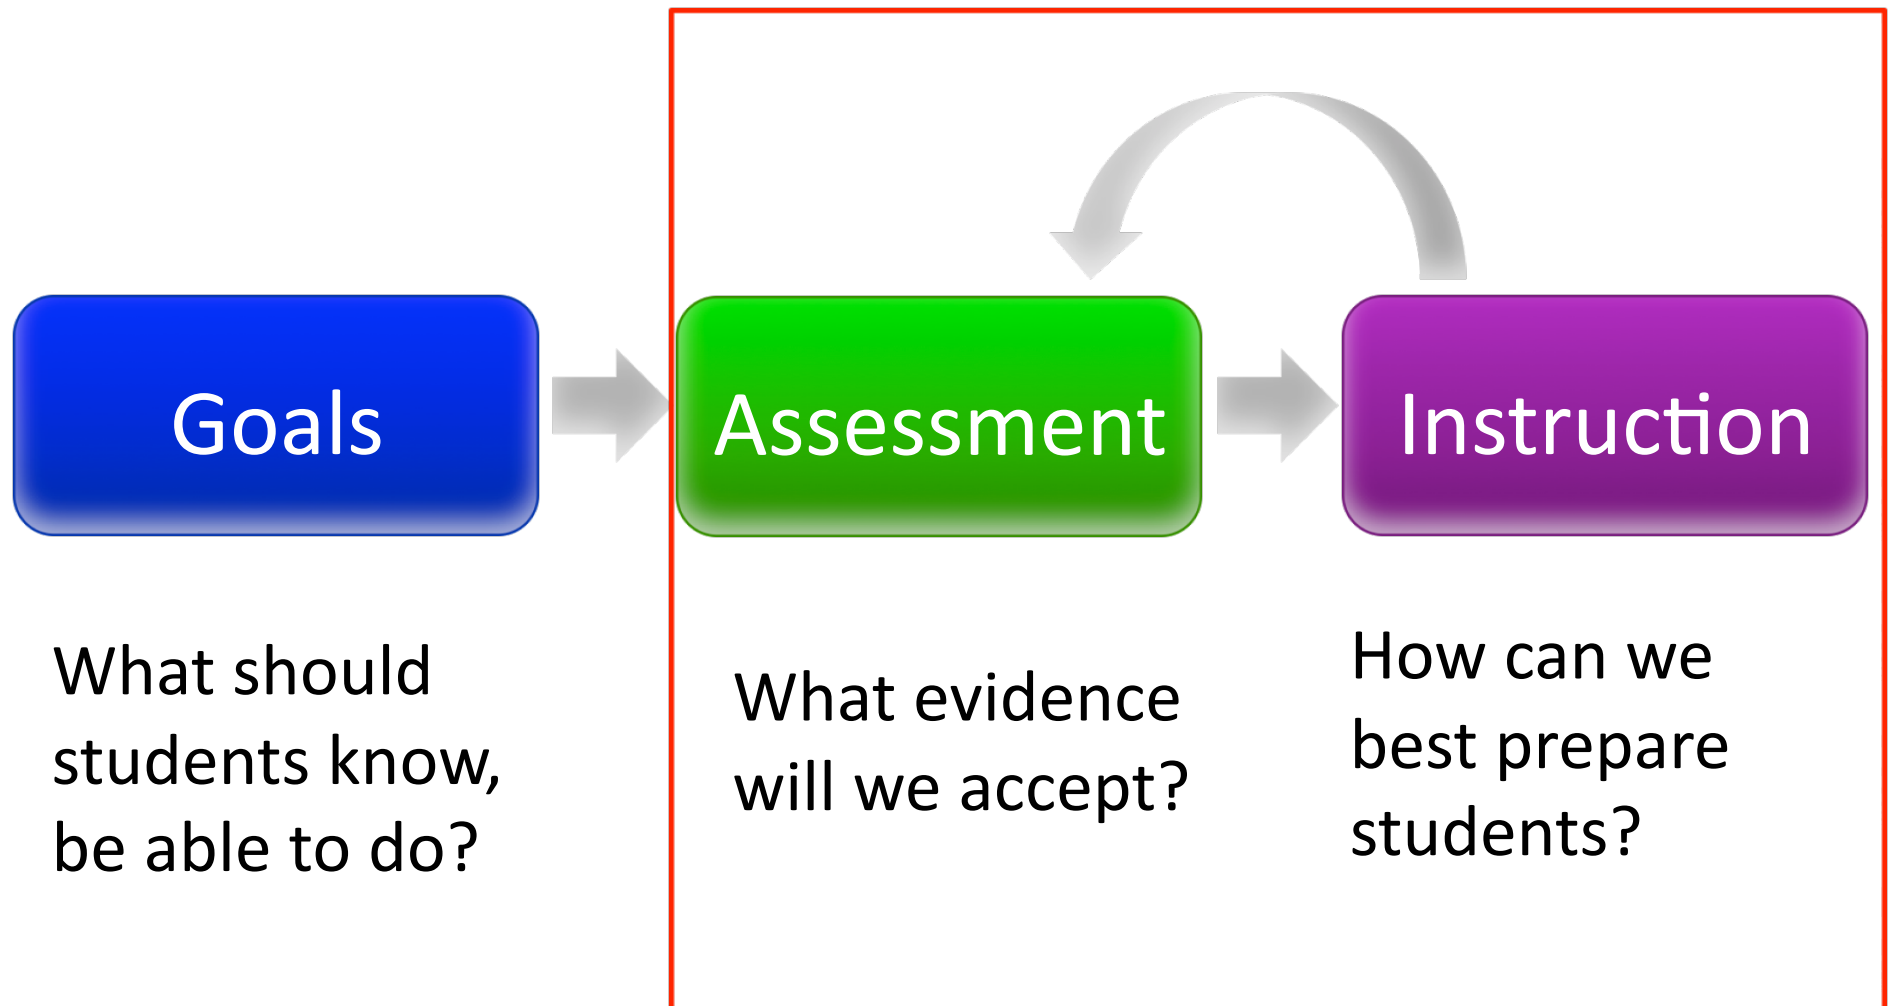 Goals
Assessment
Instruction
What should
students know,
be able to do?
What evidence
will we accept?
How can we
best prepare
students?